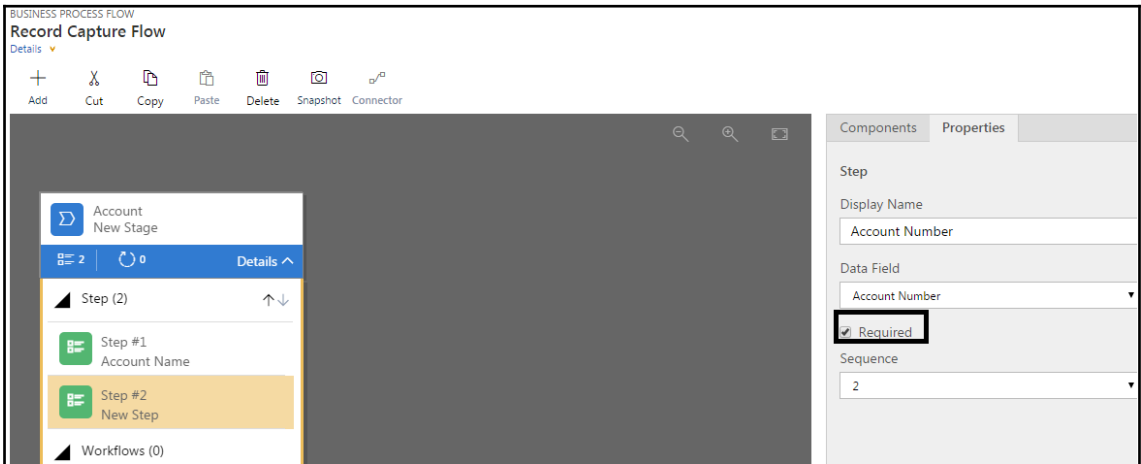 BUSINESS PROCESS FLOW
Record Capture Flow
Details
Add Cut Copy Paste Delete Snapshot Connector
Components Properties
Step
Display Name
Account Number
Data Field
Account Number
Required
Sequence
2
Account
New Stage
2 0 Details
Step (2)
Step #1
Account Name
Step #2
New Step
Workflows (0)